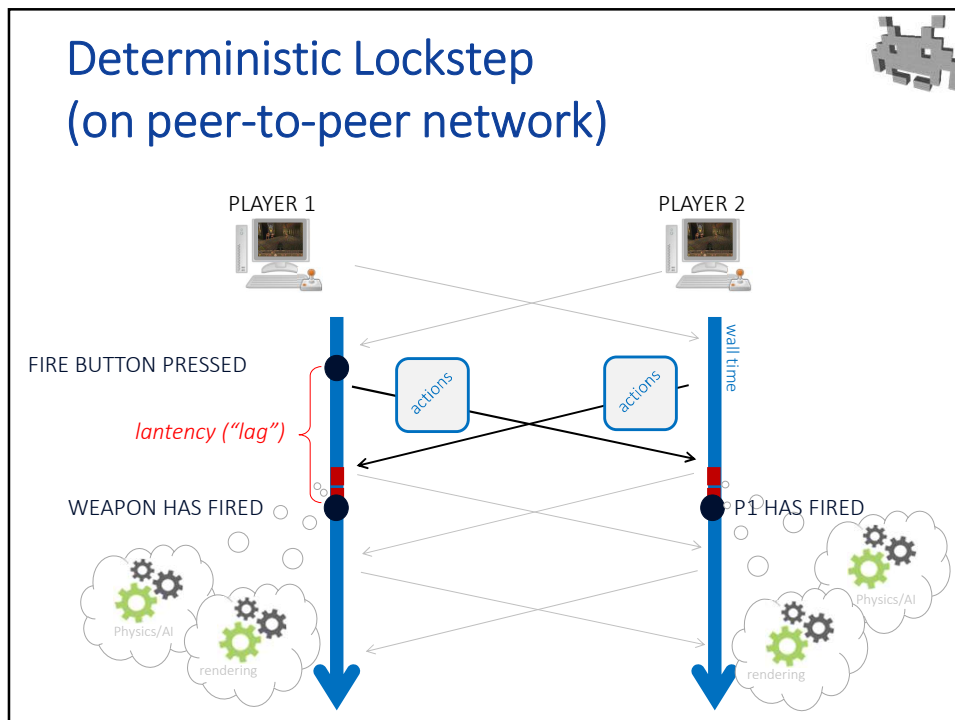 Deterministic Lockstep
(on peer-to-peer network)
PLAYER 1
PLAYER 2
wall time
FIRE BUTTON PRESSED
actions
actions
lantency (“lag”)
WEAPON HAS FIRED
P1 HAS FIRED
Physics/AI
rendering
Physics/AI
rendering